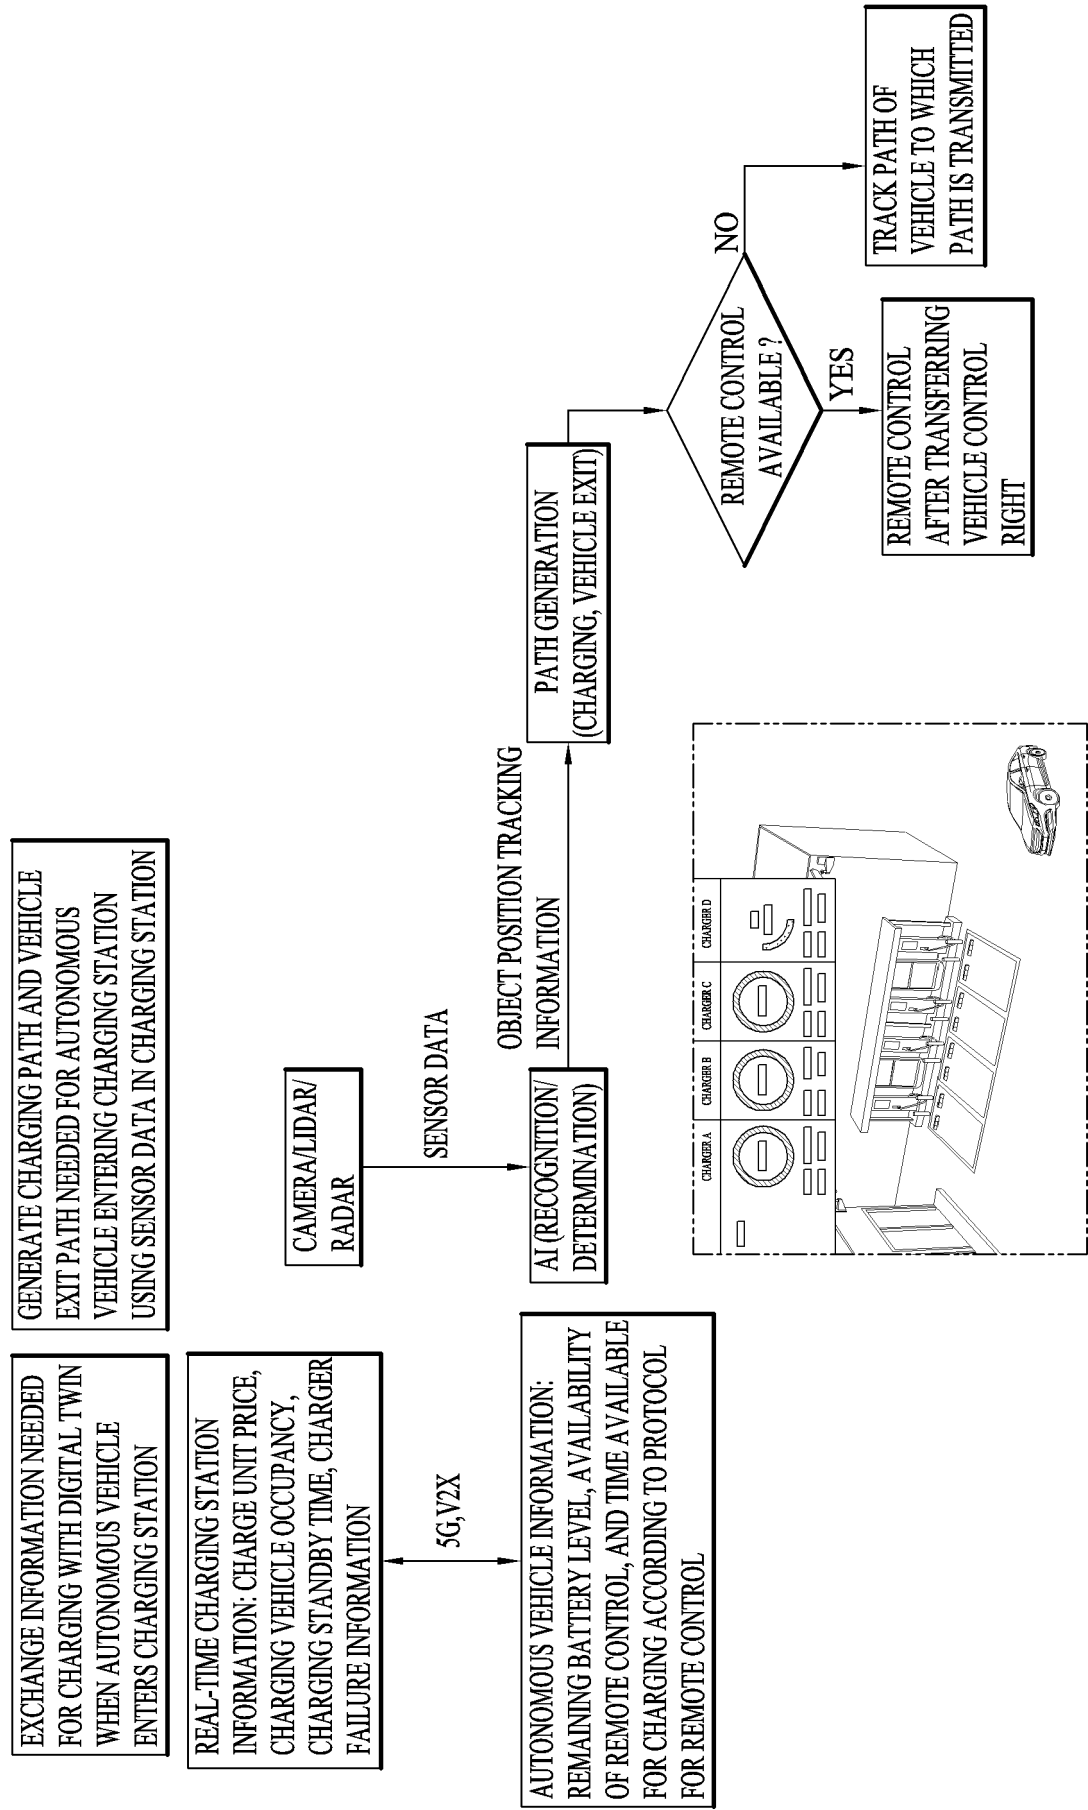 EXCHANGE INFORMATION NEEDED
FOR CHARGING WITH DIGITAL TWIN
WHEN AUTONOMOUS VEHICLE
ENTERS CHARGING STATION
GENERATE CHARGING PATH AND VEHICLE
EXIT PATH NEEDED FOR AUTONOMOUS
VEHICLE ENTERING CHARGING STATION
USING SENSOR DATA IN CHARGING STATION
REAL-TIME CHARGING STATION
INFORMATION: CHARGE UNIT PRICE,
CHARGING VEHICLE OCCUPANCY,
CHARGING STANDBY TIME, CHARGER
FAILURE INFORMATION
5G,V2X
AUTONOMOUS VEHICLE INFORMATION:
REMAINING BATTERY LEVEL, AVAILABILITY
OF REMOTE CONTROL, AND TIME AVAILABLE
FOR CHARGING ACCORDING TO PROTOCOL
FOR REMOTE CONTROL
CAMERA/LIDAR/
RADAR
SENSOR DATA
AI (RECOGNITION/
DETERMINATION)
OBJECT POSITION TRACKING
INFORMATION
PATH GENERATION
(CHARGING, VEHICLE EXIT)
REMOTE CONTROL
AVAILABLE ?
NO
YES
REMOTE CONTROL
AFTER TRANSFERRING
VEHICLE CONTROL
RIGHT
TRACK PATH OF
VEHICLE TO WHICH
PATH IS TRANSMITTED
CHARGER A
CHARGER B
CHARGER C
CHARGER D